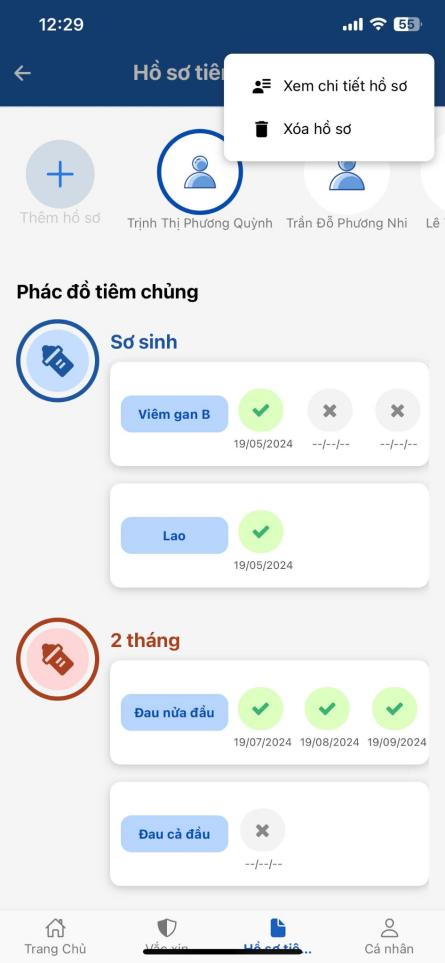 12:29
55
Hồ sơ
Xem chi tiết hồ sơ
Xóa hồ sơ
Thêm hồ sơ
Trịnh Thị Phương Quỳnh
Trần Đỗ Phương Nhi
Lê
Phác đồ tiêm chủng
Sơ sinh
Viêm gan B
19/05/2024
--/--/--
--/--/--
Lao
19/05/2024
2 tháng
Đau nửa đầu
19/07/2024
19/08/2024
19/09/2024
Đau cả đầu
--/--/--
Trang Chủ
Vắc xin
Hồ sơ tiê...
Cá nhân